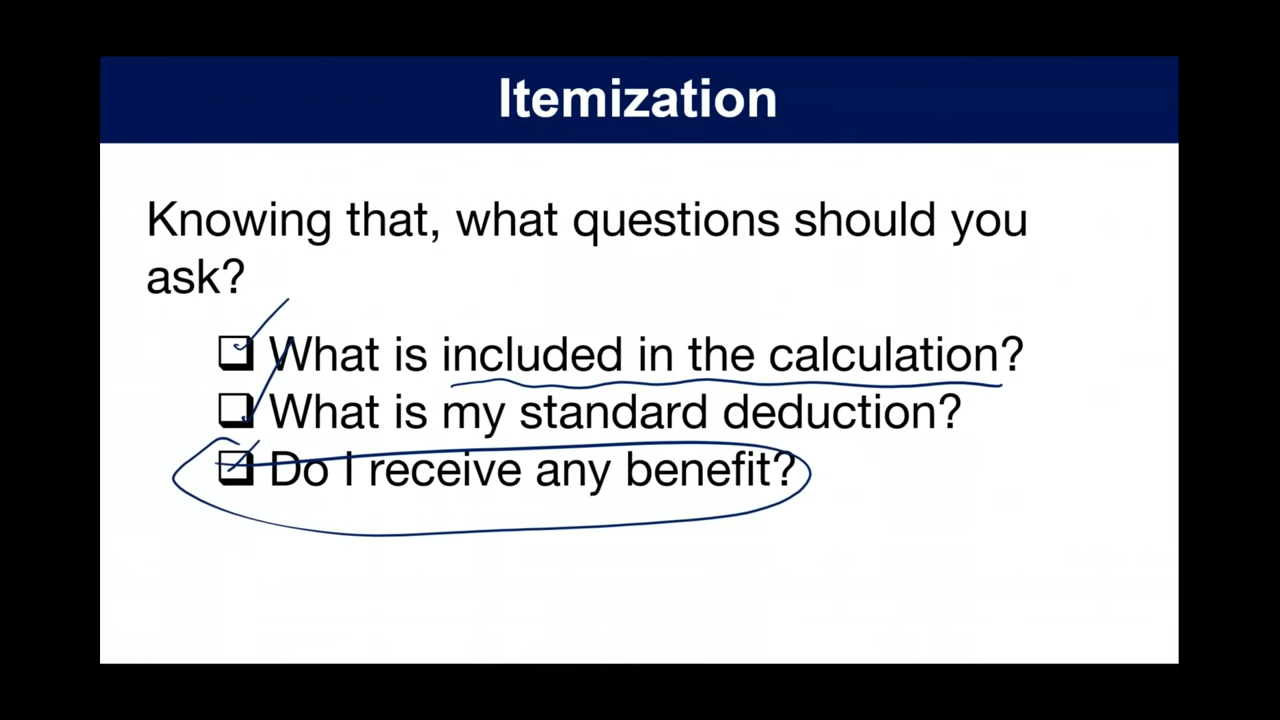 Itemization
Knowing that, what questions should you
ask?
What is included in the calculation?
What is my standard deduction?
Do I receive any benefit?